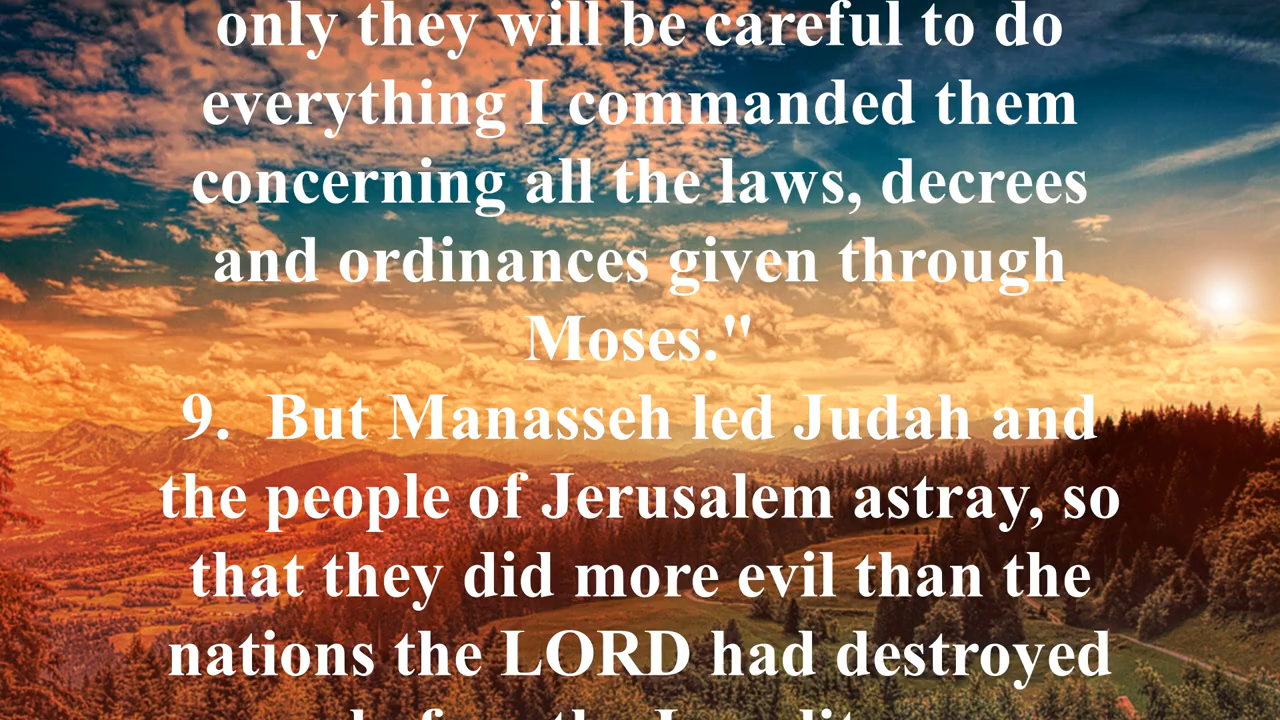 only they will be careful to do
everything I commanded them
concerning all the laws, decrees
and ordinances given through
Moses."
9.  But Manasseh led Judah and
the people of Jerusalem astray, so
that they did more evil than the
nations the LORD had destroyed